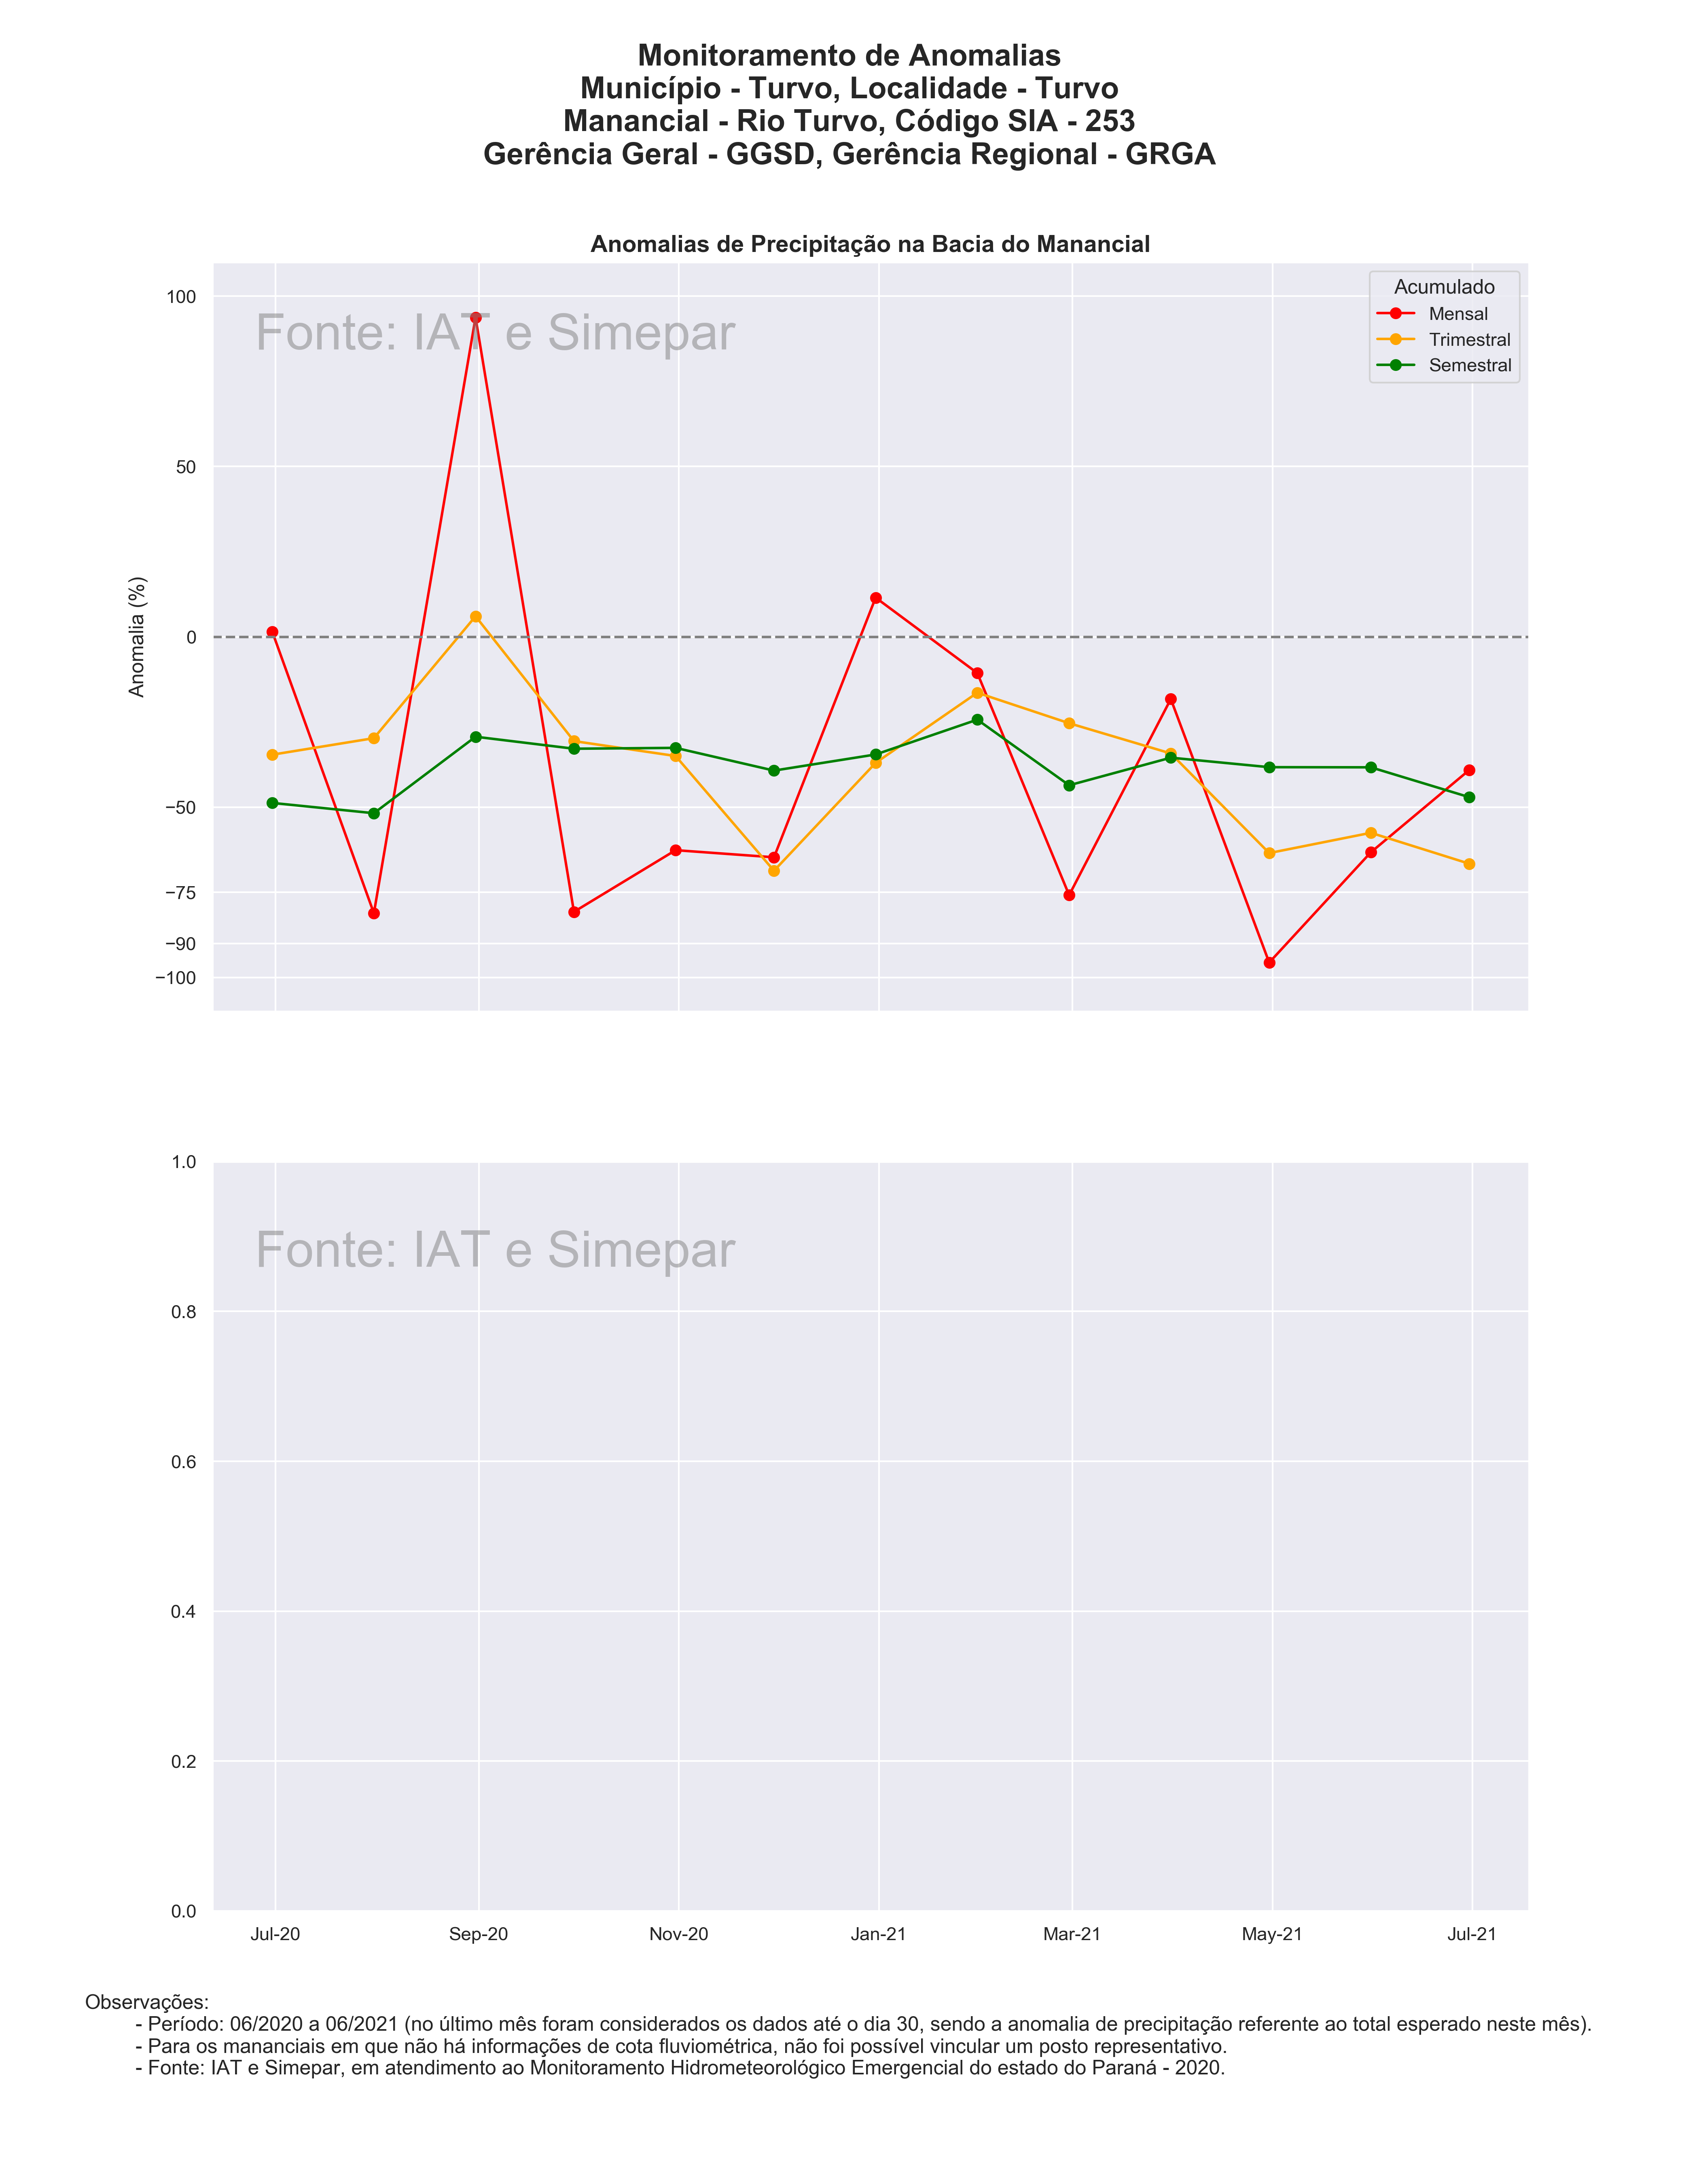 Monitoramento de Anomalias
Município - Turvo, Localidade - Turvo
Manancial - Rio Turvo, Código SIA - 253
Gerência Geral - GGSD, Gerência Regional - GRGA
Anomalias de Precipitação na Bacia do Manancial
Fonte: IAT e Simepar
Acumulado
Mensal
Trimestral
Semestral
Anomalia (%)
100
50
0
−50
−75
−90
−100
Fonte: IAT e Simepar
1.0
0.8
0.6
0.4
0.2
0.0
Jul-20 Sep-20 Nov-20 Jan-21 Mar-21 May-21 Jul-21
Observações:
- Período: 06/2020 a 06/2021 (no último mês foram considerados os dados até o dia 30, sendo a anomalia de precipitação referente ao total esperado neste mês).
- Para os mananciais em que não há informações de cota fluviométrica, não foi possível vincular um posto representativo.
- Fonte: IAT e Simepar, em atendimento ao Monitoramento Hidrometeorológico Emergencial do estado do Paraná - 2020.